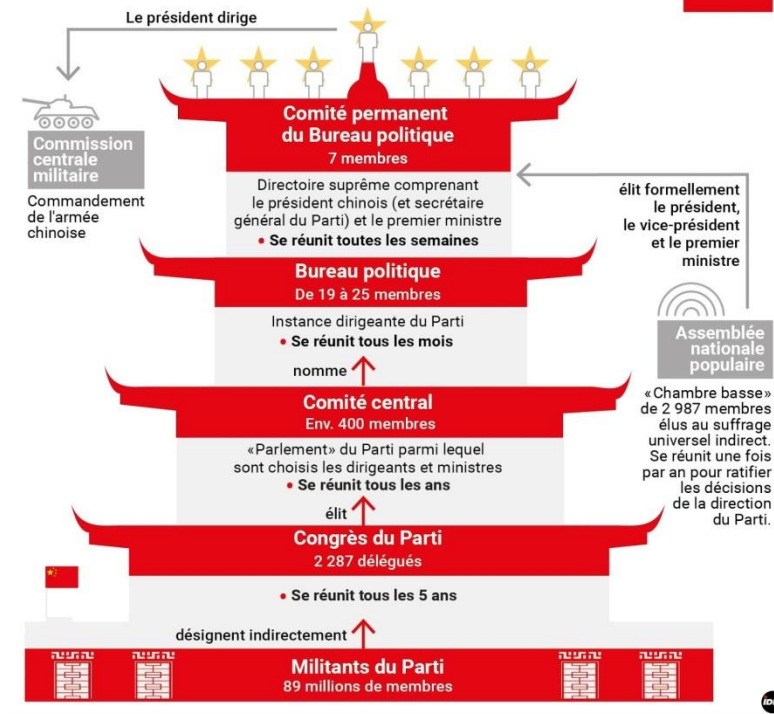 Le président dirige
Commission
centrale
militaire
Commandement
de l'armée
chinoise
Comité permanent
du Bureau politique
7 membres
Directoire suprême comprenant
le président chinois (et secrétaire
général du Parti) et le premier ministre
• Se réunit toutes les semaines
élit formellement
le président,
le vice-président
et le premier
ministre
Bureau politique
De 19 à 25 membres
Instance dirigeante du Parti
• Se réunit tous les mois
nomme
Assemblée
nationale
populaire
«Chambre basse»
de 2 987 membres
élus au suffrage
universel indirect.
Se réunit une fois
par an pour ratifier
les décisions
de la direction
du Parti.
Comité central
Env. 400 membres
«Parlement» du Parti parmi lequel
sont choisis les dirigeants et ministres
• Se réunit tous les ans
élit
Congrès du Parti
2 287 délégués
• Se réunit tous les 5 ans
désignent indirectement
Militants du Parti
89 millions de membres